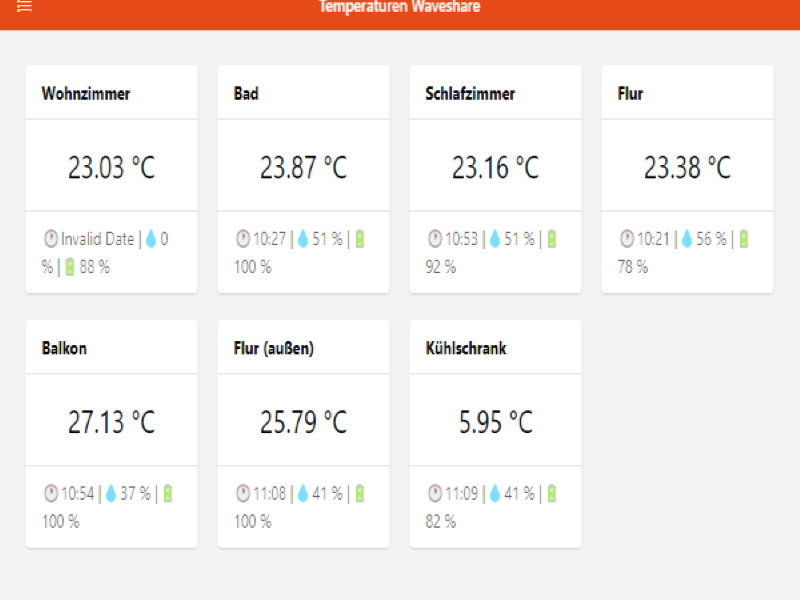 Temperaturen Waveshare
Wohnzimmer
23.03 °C
Invalid Date | 0
% | 88 %
Bad
23.87 °C
10:27 | 51 % |
100 %
Schlafzimmer
23.16 °C
10:53 | 51 % |
92 %
Flur
23.38 °C
10:21 | 56 % |
78 %
Balkon
27.13 °C
10:54 | 37 % |
100 %
Flur (außen)
25.79 °C
11:08 | 41 % |
100 %
Kühlschrank
5.95 °C
11:09 | 41 % |
82 %